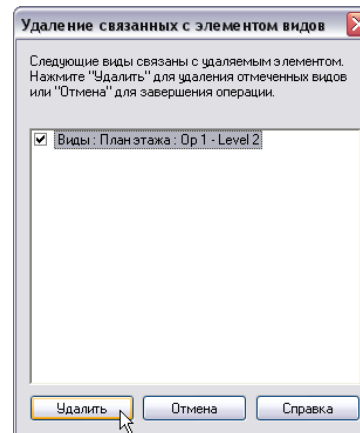 Удаление связанных с элементом видов
Следующие виды связаны с удаляемым элементом.
Нажмите "Удалить" для удаления отмеченных видов
или "Отмена" для завершения операции.
Виды : План этажа : Op 1 - Level 2
Удалить
Отмена
Справка